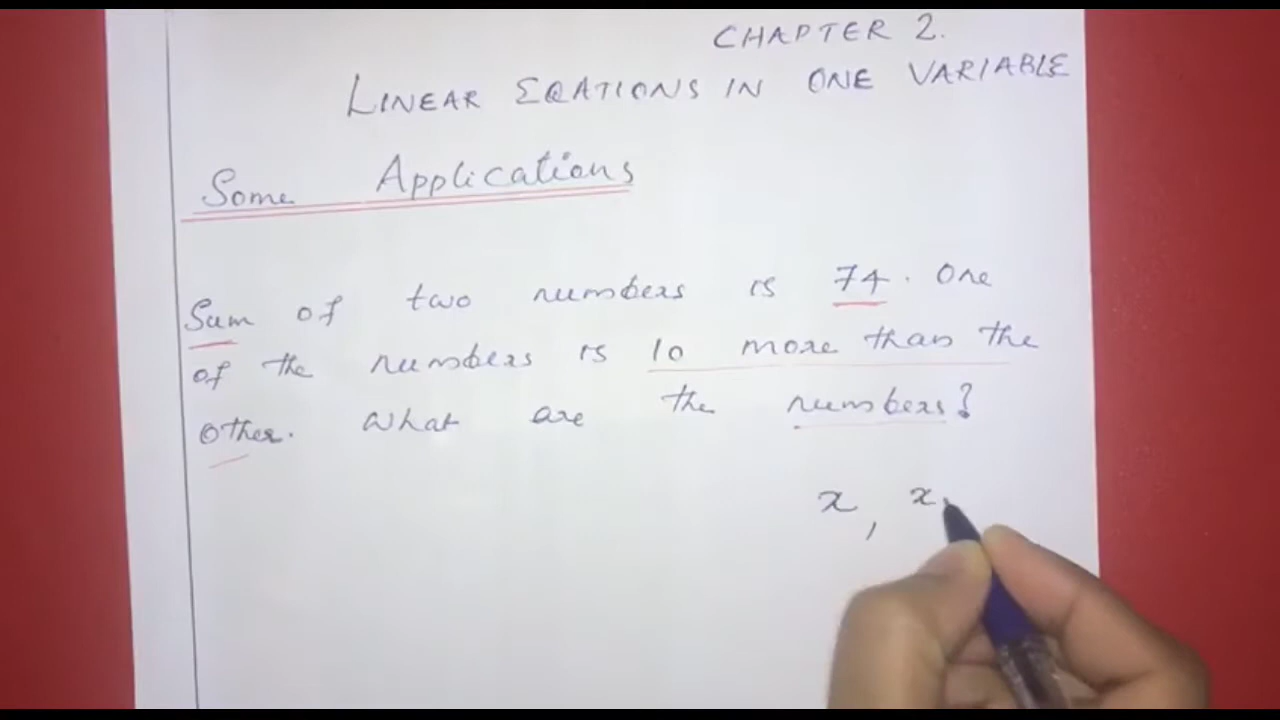 CHAPTER 2.
LINEAR EQATIONS IN ONE VARIABLE
Some Applications
Sum of two numbers is 74. One
of the numbers is 10 more than the
other. What are the numbers?
x, x